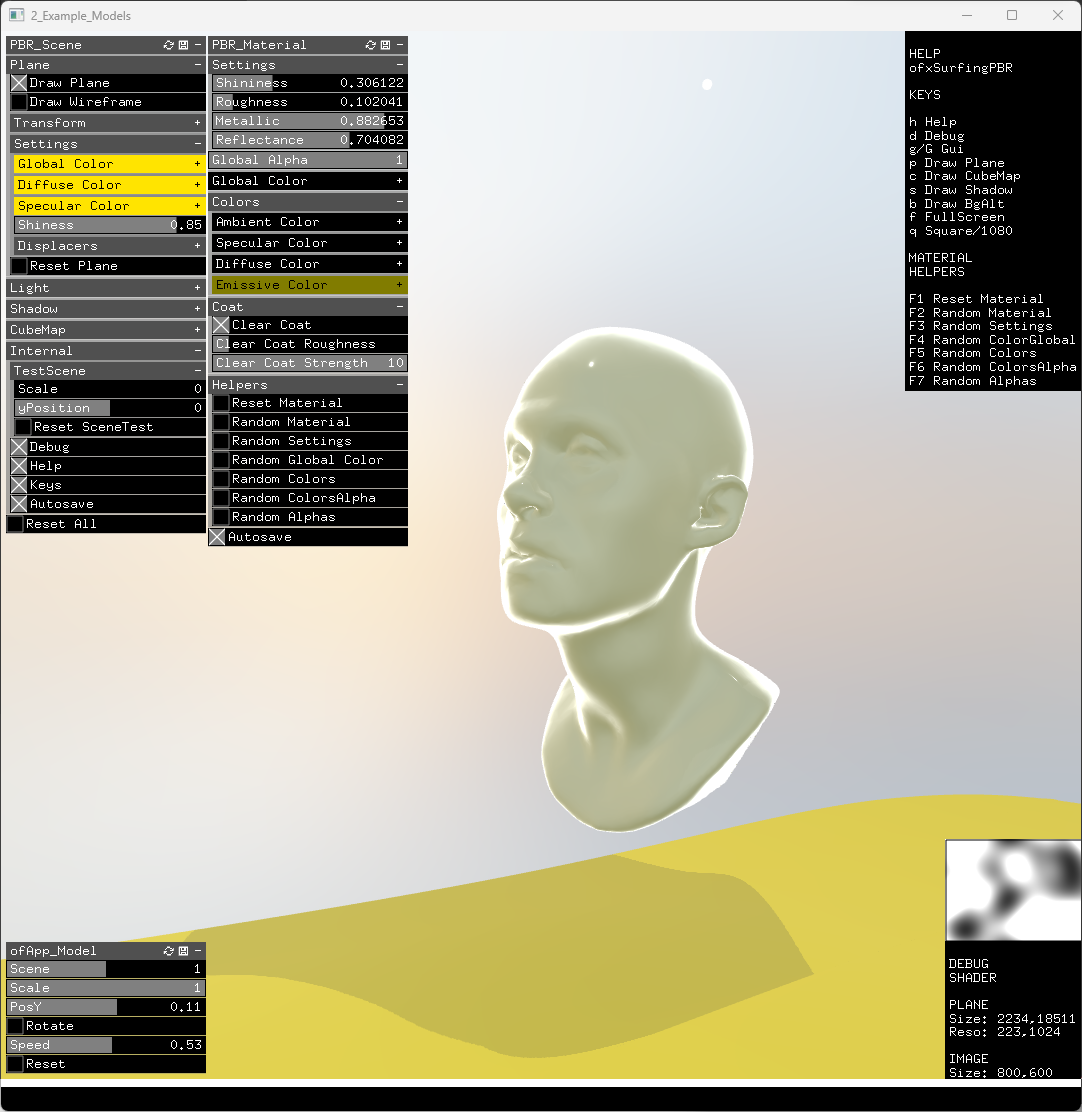 2_Example_Models
PBR_Scene
Plane
Draw Plane
Draw Wireframe
Transform
Settings
Global Color
Diffuse Color
Specular Color
Shiness 0.85
Displacers
Reset Plane
Light
Shadow
CubeMap
Internal
TestScene
Scale 0
yPosition 0
Reset SceneTest
Debug
Help
Keys
Autosave
Reset All
PBR_Material
Settings
Shininess 0.306122
Roughness 0.102041
Metallic 0.882653
Reflectance 0.704082
Global Alpha 1
Global Color
Colors
Ambient Color
Specular Color
Diffuse Color
Emissive Color
Coat
Clear Coat
Clear Coat Roughness
Clear Coat Strength 10
Helpers
Reset Material
Random Material
Random Settings
Random Global Color
Random Colors
Random ColorsAlpha
Random Alphas
Autosave
HELP
ofxSurfingPBR
KEYS
h Help
d Debug
g/G Gui
p Draw Plane
c Draw CubeMap
s Draw Shadow
b Draw BgAlt
f FullScreen
q Square/1080
MATERIAL
HELPERS
F1 Reset Material
F2 Random Material
F3 Random Settings
F4 Random ColorGlobal
F5 Random Colors
F6 Random ColorsAlpha
F7 Random Alphas
ofApp_Model
Scene 1
Scale 1
PosY 0.11
Rotate
Speed 0.53
Reset
DEBUG
SHADER
PLANE
Size: 2234,18511
Reso: 223,1024
IMAGE
Size: 800,600